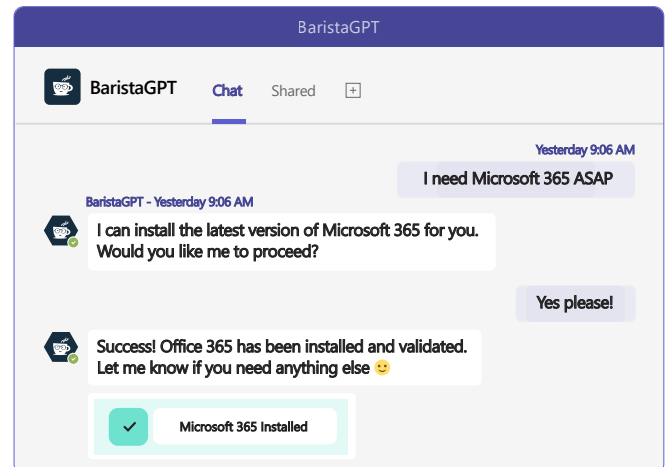 BaristaGPT
BaristaGPT Chat Shared
Yesterday 9:06 AM
I need Microsoft 365 ASAP
BaristaGPT - Yesterday 9:06 AM
I can install the latest version of Microsoft 365 for you.
Would you like me to proceed?
Yes please!
Success! Office 365 has been installed and validated.
Let me know if you need anything else 🙂
Microsoft 365 Installed